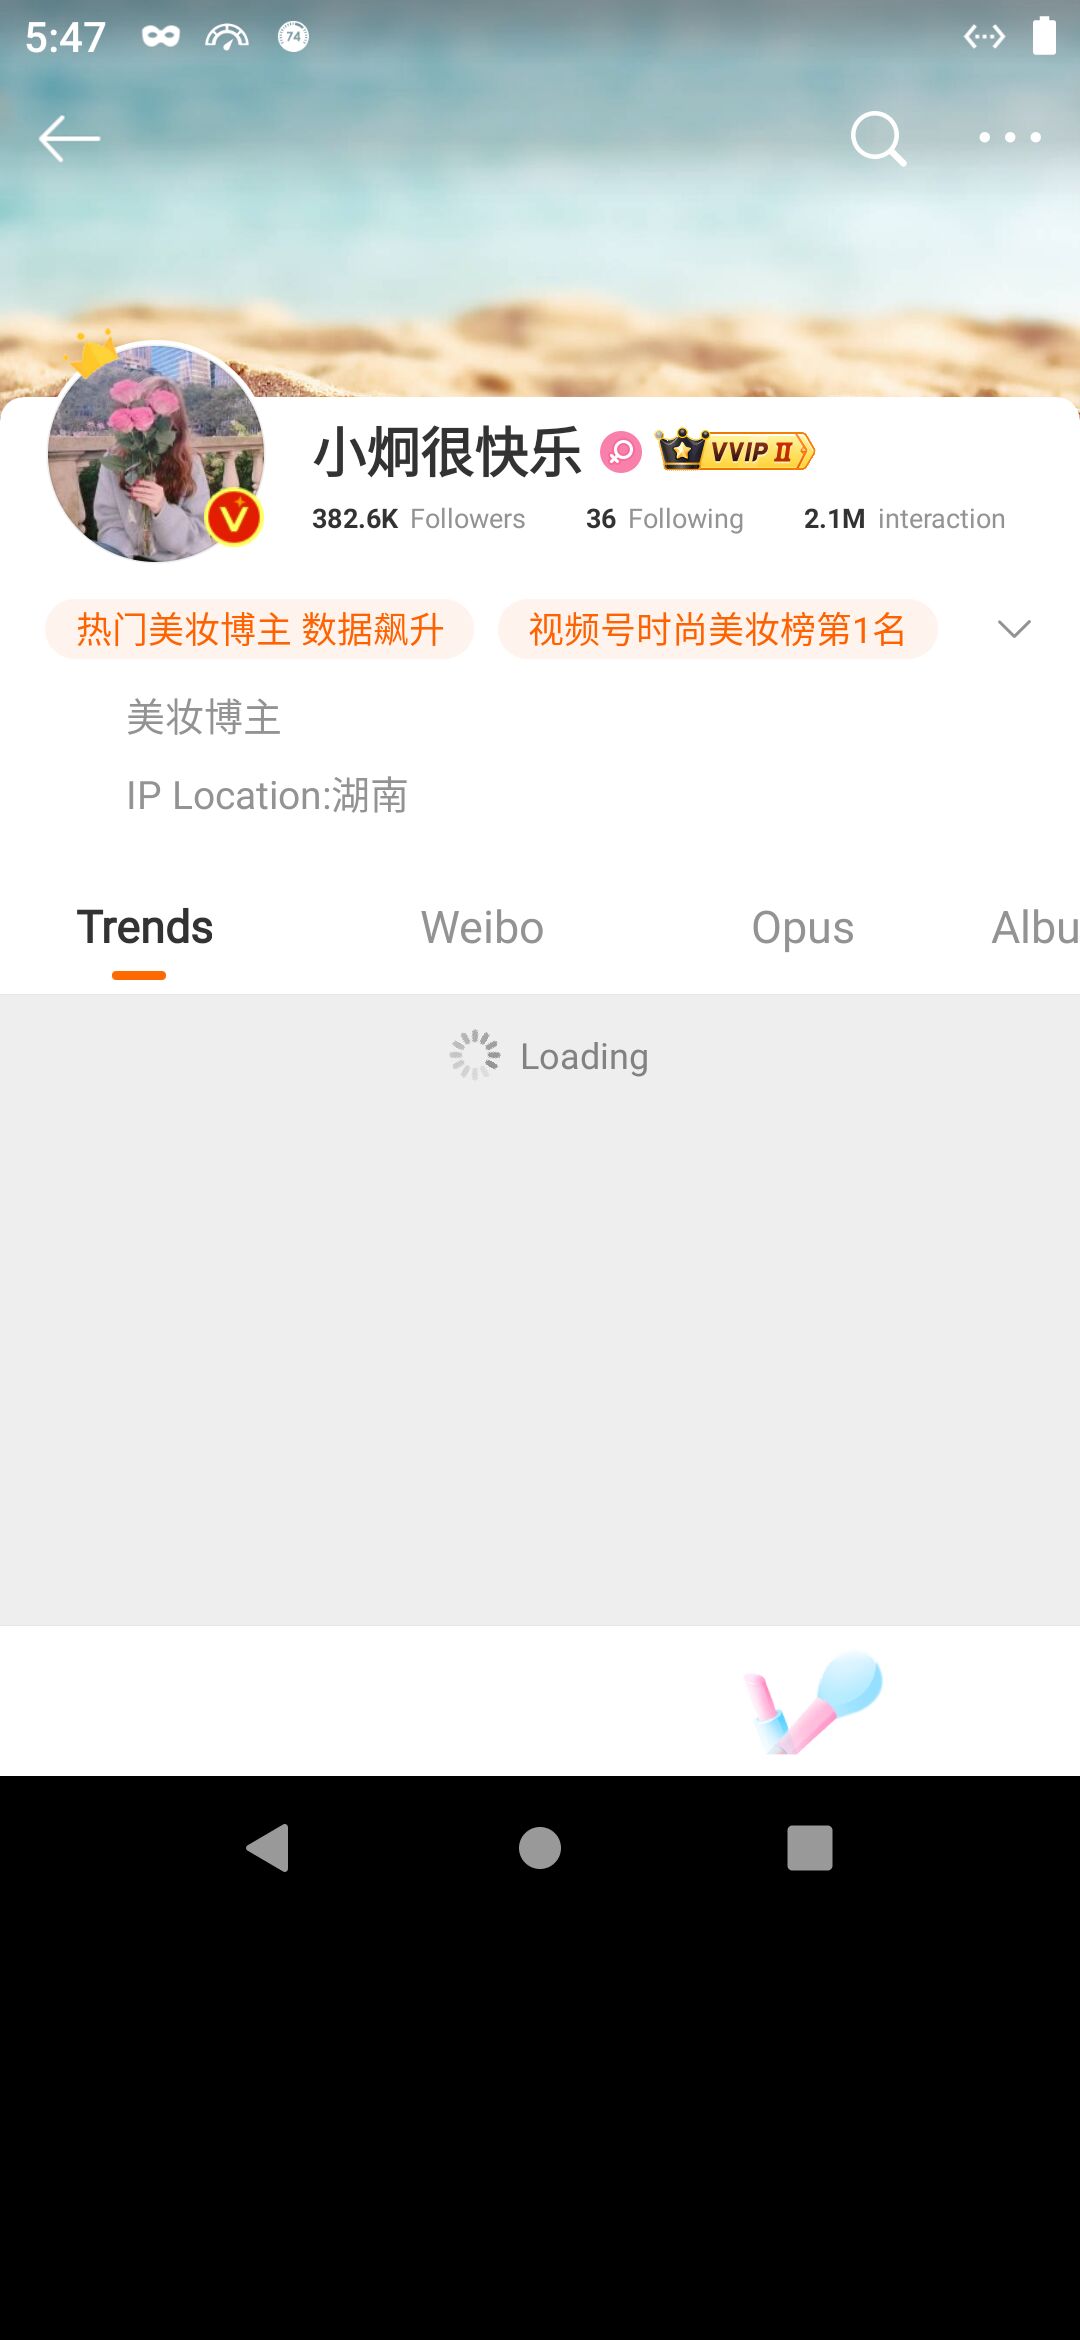 5:47
74
小炯很快乐 VVIP II
382.6K Followers 36 Following 2.1M interaction
热门美妆博主 数据飙升 视频号时尚美妆榜第1名
美妆博主
IP Location:湖南
Trends Weibo Opus Albu
Loading